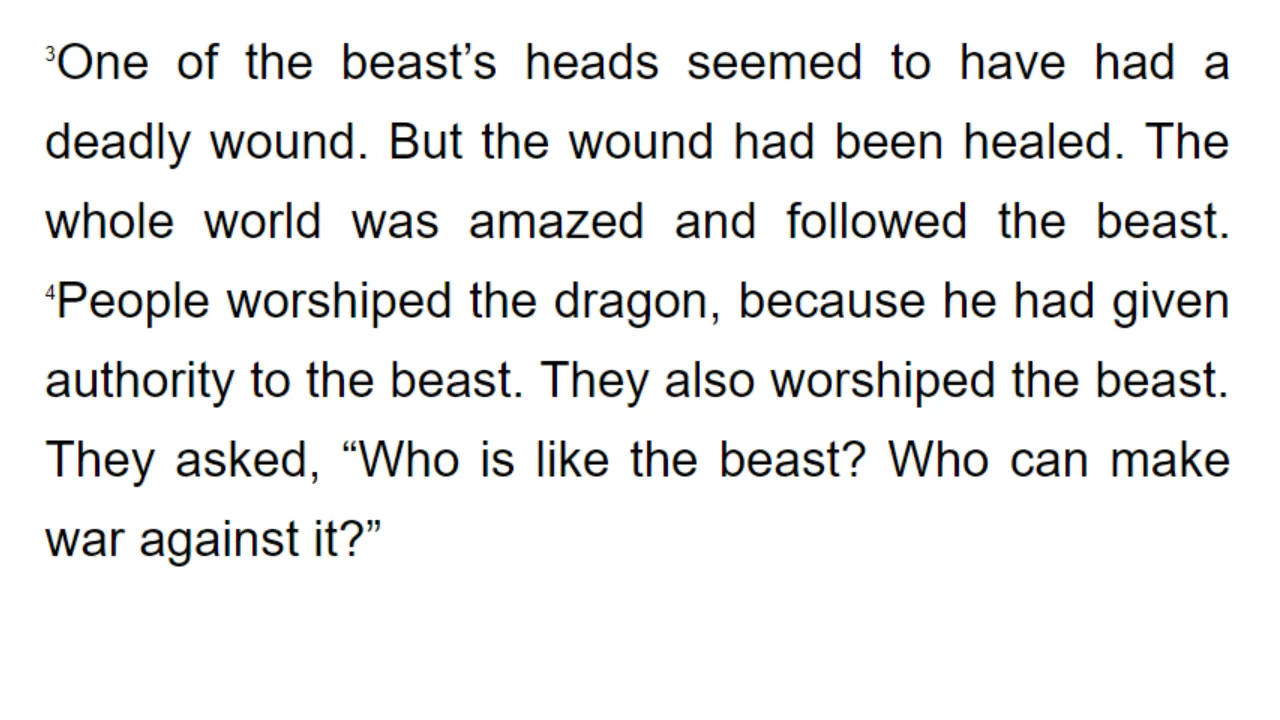 ³One of the beast’s heads seemed to have had a
deadly wound. But the wound had been healed. The
whole world was amazed and followed the beast.
⁴People worshiped the dragon, because he had given
authority to the beast. They also worshiped the beast.
They asked, “Who is like the beast? Who can make
war against it?”